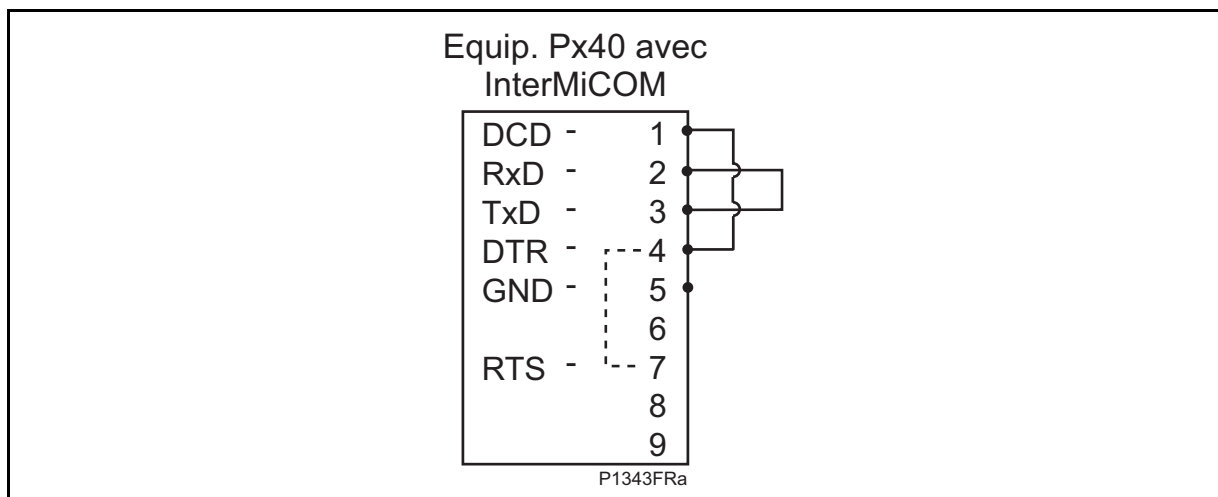 Equip. Px40 avec
InterMiCOM
DCD - 1
RxD - 2
TxD - 3
DTR - 4
GND - 5
6
RTS - 7
8
9
P1343FRa